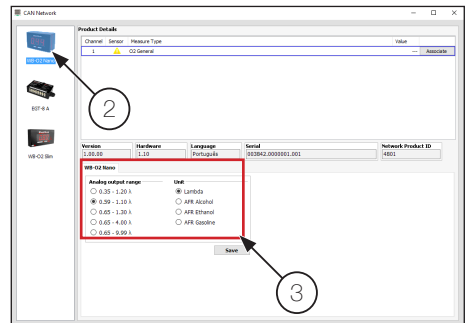 CAN Network
Product Details
Channel Sensor Measure Type Value
1 O2 General --- Associate
WB-O2 Nano
EGT-8 A
WB-O2 Slim
2
Version Hardware Language Serial Network Product ID
1.00.00 1.10 Português 003842.0000001.001 4801
WB-O2 Nano
Analog output range Unit
0.35 - 1.20 λ Lambda
0.59 - 1.10 λ AFR Alcohol
0.65 - 1.30 λ AFR Ethanol
0.65 - 4.00 λ AFR Gasoline
0.65 - 9.99 λ
Save
3